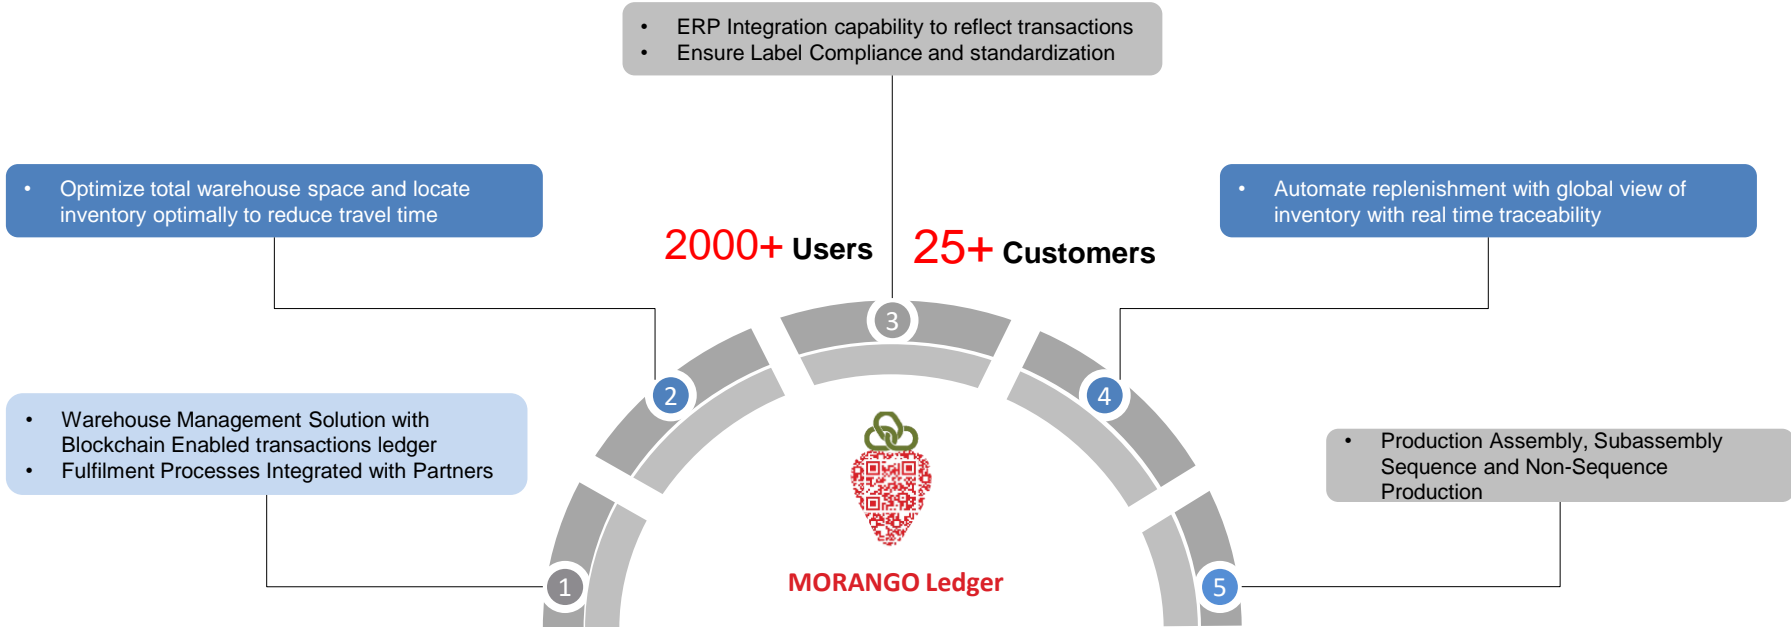 • ERP Integration capability to reflect transactions
• Ensure Label Compliance and standardization
• Optimize total warehouse space and locate
inventory optimally to reduce travel time
• Automate replenishment with global view of
inventory with real time traceability
2000+ Users
25+ Customers
3
2
4
• Warehouse Management Solution with
Blockchain Enabled transactions ledger
• Fulfilment Processes Integrated with Partners
• Production Assembly, Subassembly
Sequence and Non-Sequence
Production
MORANGO Ledger
1
5